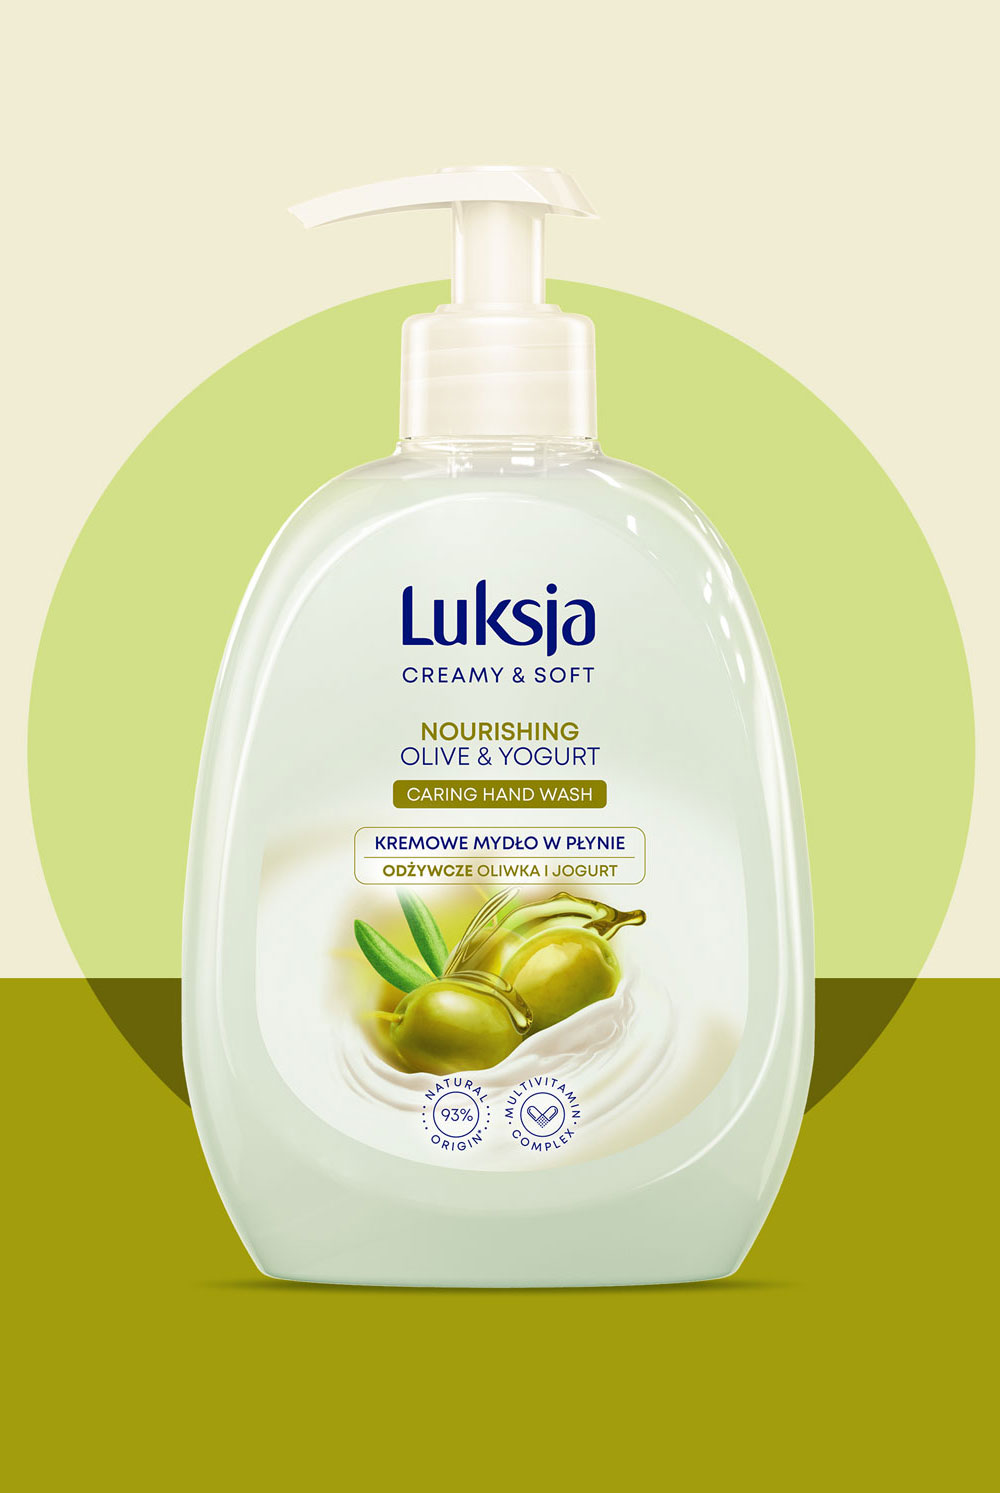 Luksja
CREAMY & SOFT
NOURISHING
OLIVE & YOGURT
CARING HAND WASH
KREMOWE MYDŁO W PŁYNIE
ODŻYWCZE OLIWKA I JOGURT
NATURAL
93%
ORIGIN*
MULTIVITAMIN
COMPLEX